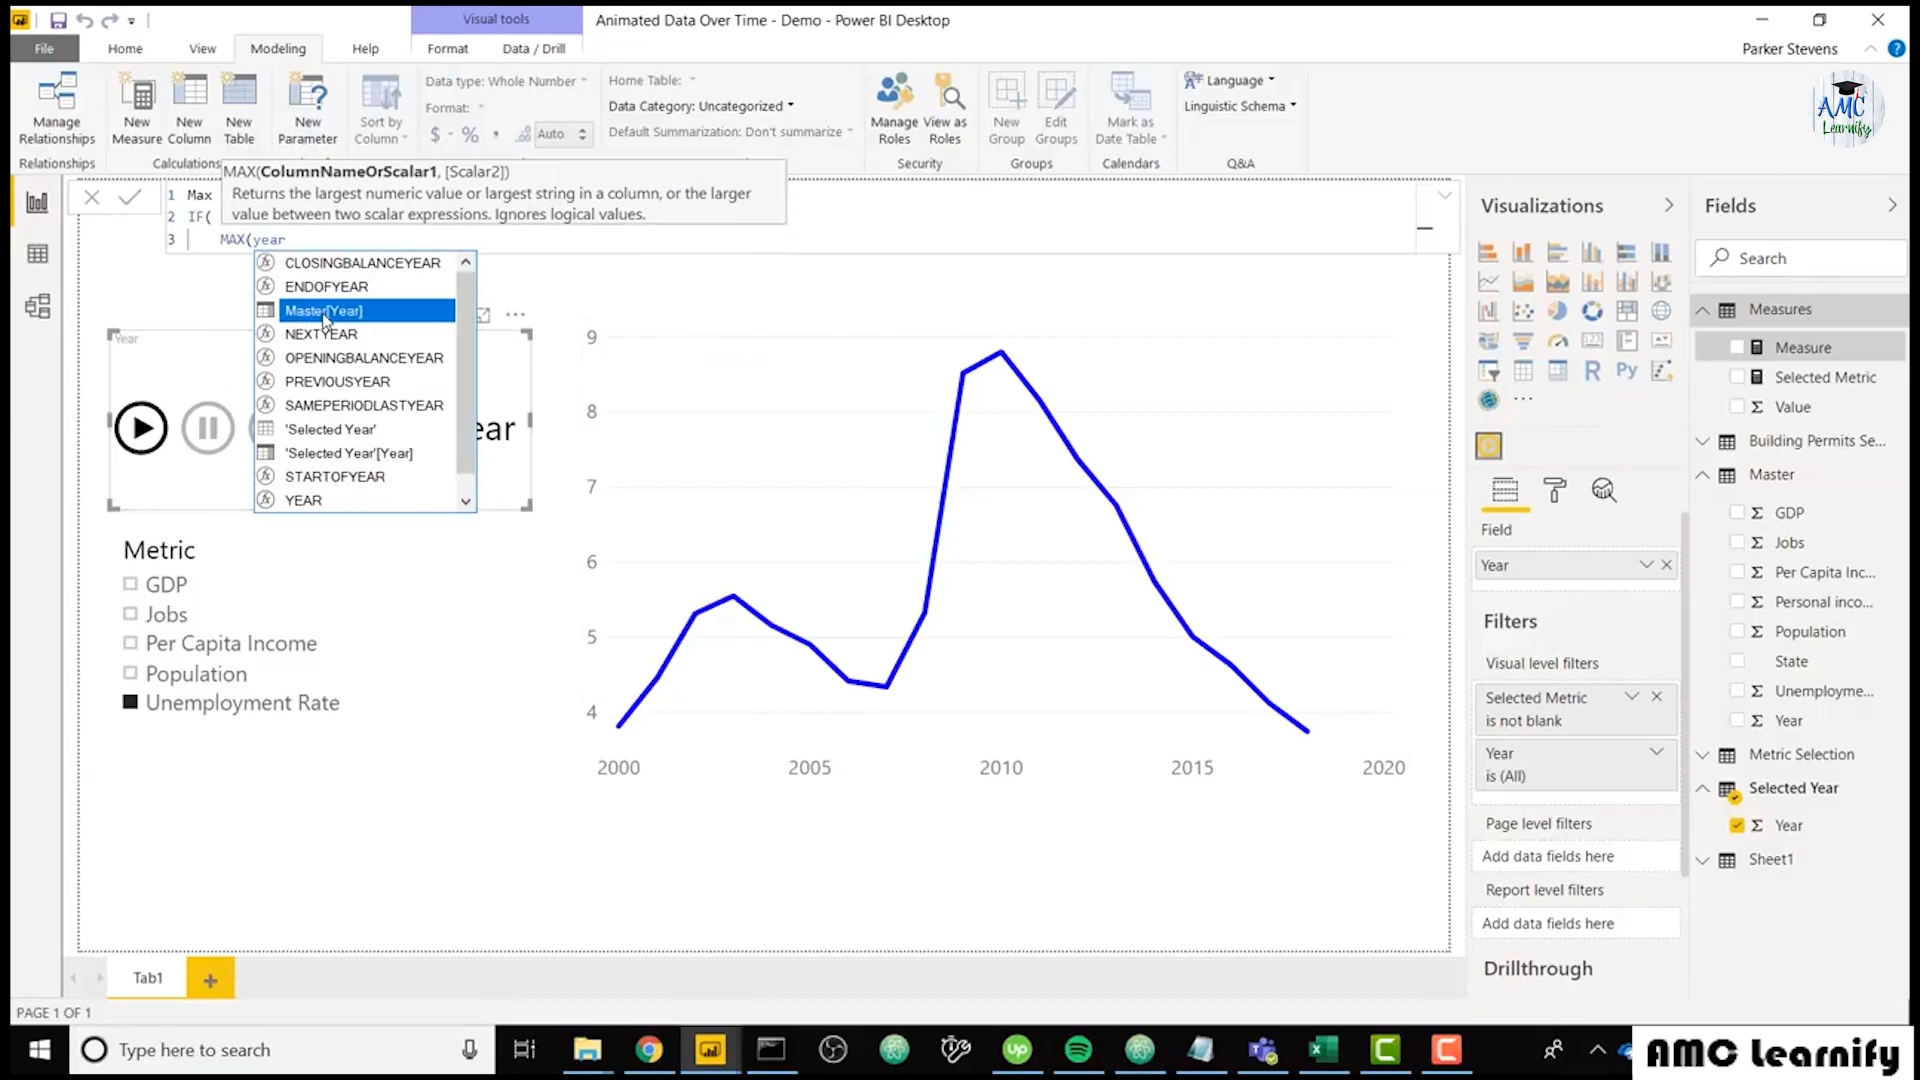 Visual tools
Animated Data Over Time - Demo - Power BI Desktop
File
Home
View
Modeling
Help
Format
Data / Drill
Parker Stevens
Manage Relationships
Relationships
New Measure
New Column
New Table
Calculations
New Parameter
Sort by Column
Data type: Whole Number
Format:
$ % , Auto
Home Table:
Data Category: Uncategorized
Default Summarization: Don't summarize
Manage Roles
View as Roles
Security
New Group
Edit Groups
Groups
Mark as Date Table
Calendars
Language
Linguistic Schema
Q&A
AMC
Learnify
MAX(ColumnNameOrScalar1, [Scalar2])
Returns the largest numeric value or largest string in a column, or the larger
value between two scalar expressions. Ignores logical values.
1 Max
2 IF(
3 MAX(year
CLOSINGBALANCEYEAR
ENDOFYEAR
Master[Year]
NEXTYEAR
OPENINGBALANCEYEAR
PREVIOUSYEAR
SAMEPERIODLASTYEAR
'Selected Year'
'Selected Year'[Year]
STARTOFYEAR
YEAR
Year
ear
Metric
GDP
Jobs
Per Capita Income
Population
Unemployment Rate
9
8
7
6
5
4
2000 2005 2010 2015 2020
Visualizations
R Py
Field
Year
Filters
Visual level filters
Selected Metric
is not blank
Year
is (All)
Page level filters
Add data fields here
Report level filters
Add data fields here
Drillthrough
Fields
Search
Measures
Measure
Selected Metric
Value
Building Permits Se...
Master
GDP
Jobs
Per Capita Inc...
Personal inco...
Population
State
Unemployme...
Year
Metric Selection
Selected Year
Year
Sheet1
Tab1
PAGE 1 OF 1
Type here to search
Up
AMC Learnify